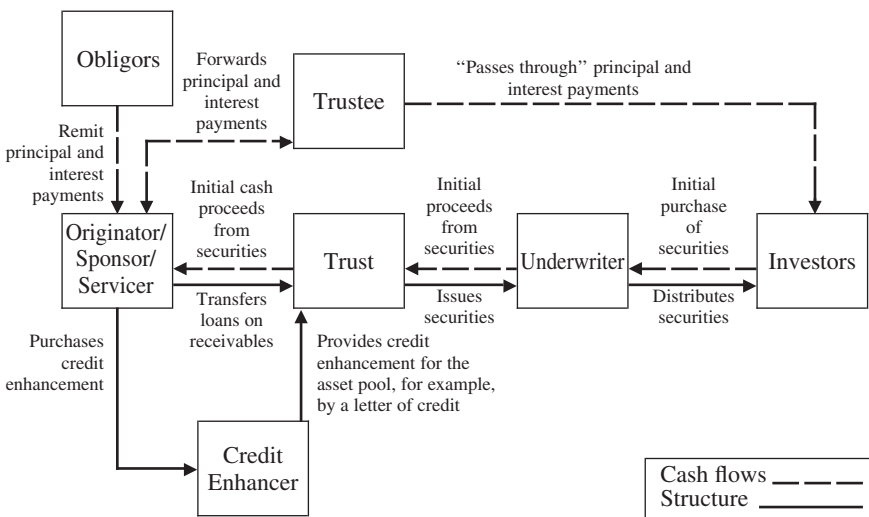 Obligors
Forwards
principal and
interest
payments
Trustee
“Passes through” principal and
interest payments
Remit
principal and
interest
payments
Originator/
Sponsor/
Servicer
Initial cash
proceeds
from
securities
Transfers
loans on
receivables
Trust
Initial
proceeds
from
securities
Issues
securities
Underwriter
Initial
purchase
of
securities
Distributes
securities
Investors
Purchases
credit
enhancement
Provides credit
enhancement for the
asset pool, for example,
by a letter of credit
Credit
Enhancer
Cash flows
Structure